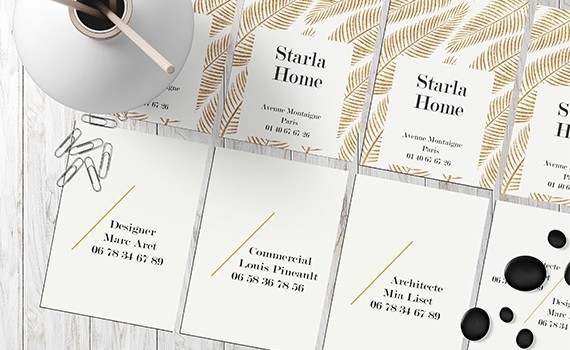 Starla
Home
Avenue Montaigne
Paris
01 40 67 67 26
Starla
Home
Avenue Montaigne
Paris
01 40 67 67 26
Designer
Marc Aret
06 78 34 67 89
Commercial
Louis Pineault
06 58 36 78 56
Architecte
Mia Liset
06 78 34 67 89